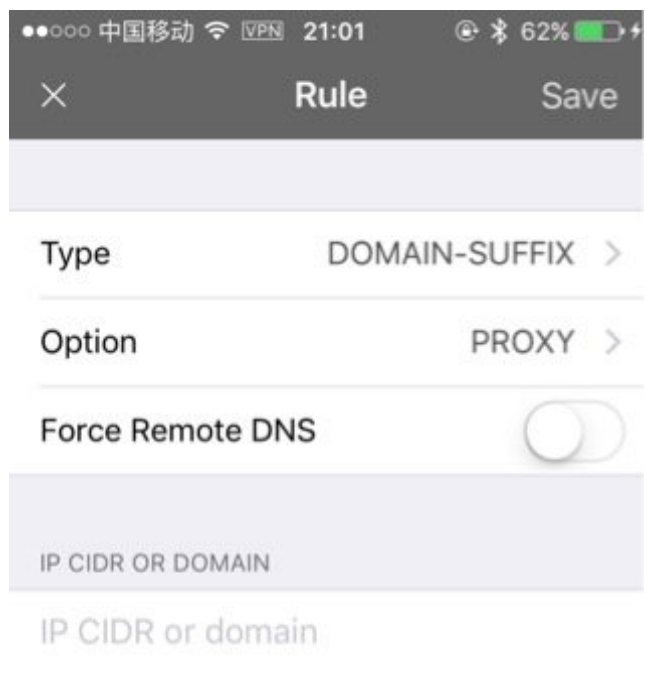 中国移动 VPN 21:01 62%
Rule Save
Type DOMAIN-SUFFIX
Option PROXY
Force Remote DNS
IP CIDR OR DOMAIN
IP CIDR or domain